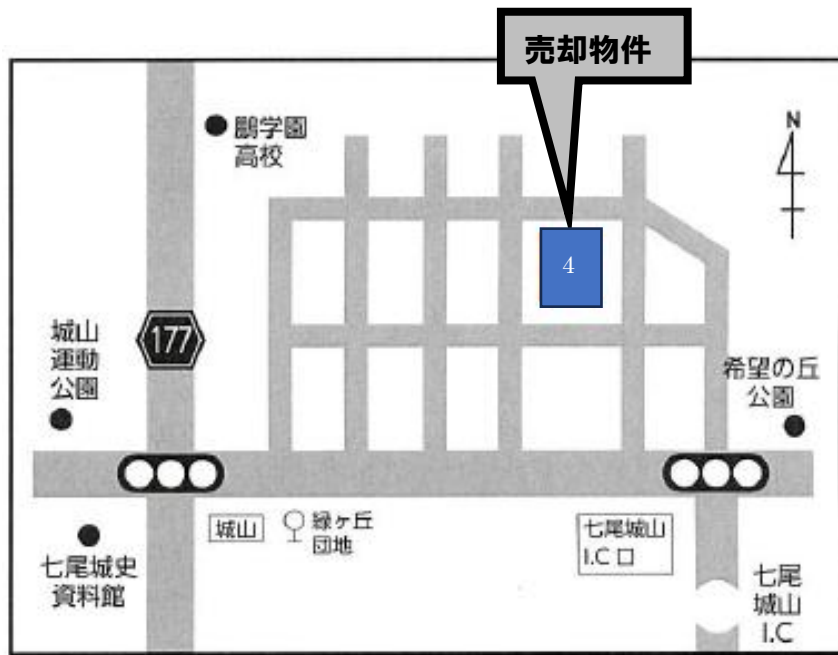 売却物件
N
鵬学園
高校
4
城山
運動
公園
177
希望の丘
公園
城山
緑ヶ丘
団地
七尾城山
I.C 口
七尾城史
資料館
七尾
城山
I.C